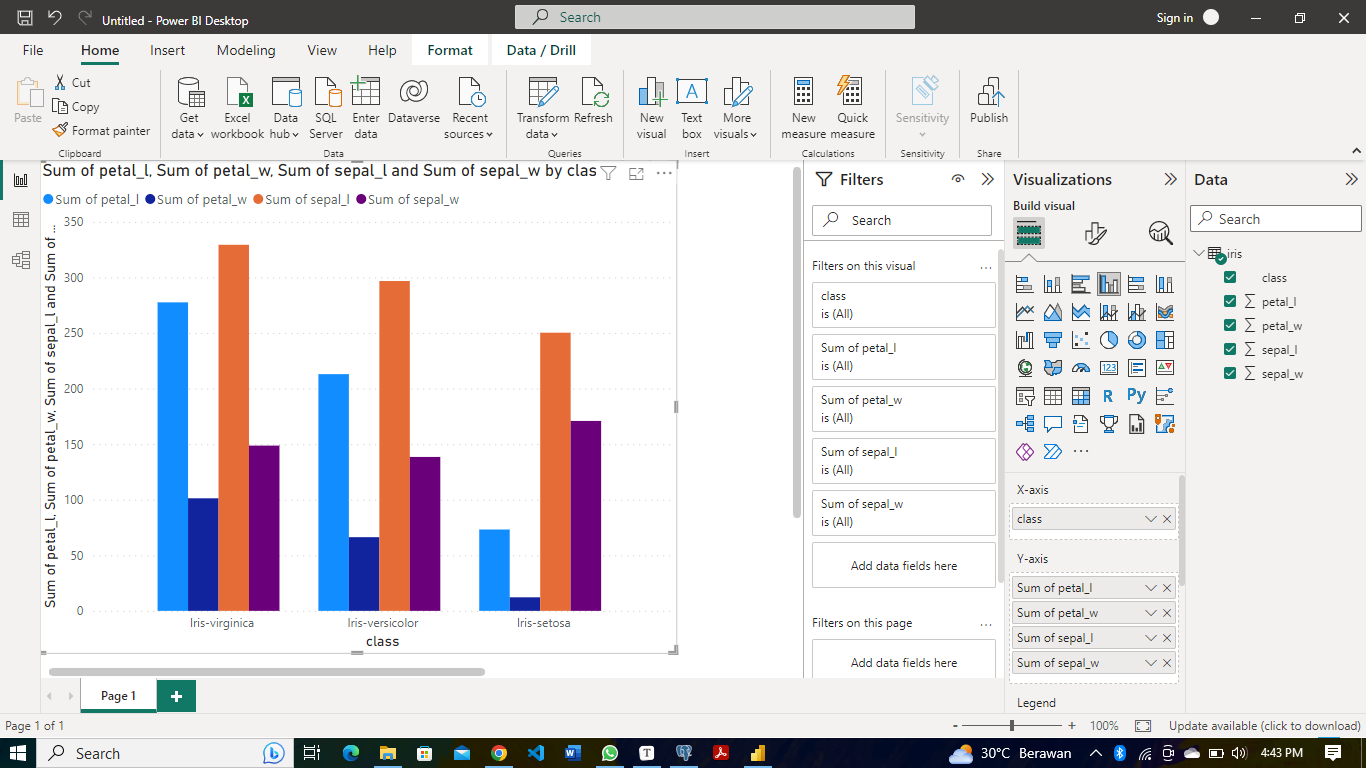 Untitled - Power BI Desktop
Search
Sign in
File
Home
Insert
Modeling
View
Help
Format
Data / Drill
Paste
Cut
Copy
Format painter
Clipboard
Get data
Excel workbook
Data hub
SQL Server
Enter data
Dataverse
Recent sources
Data
Transform data
Refresh
Queries
New visual
Text box
More visuals
Insert
New measure
Quick measure
Calculations
Sensitivity
Sensitivity
Publish
Share
Sum of petal_l, Sum of petal_w, Sum of sepal_l and Sum of sepal_w by clas
Sum of petal_l
Sum of petal_w
Sum of sepal_l
Sum of sepal_w
Sum of petal_l, Sum of petal_w, Sum of sepal_l and Sum of ...
350
300
250
200
150
100
50
0
Iris-virginica
Iris-versicolor
Iris-setosa
class
Filters
Search
Filters on this visual
class
is (All)
Sum of petal_l
is (All)
Sum of petal_w
is (All)
Sum of sepal_l
is (All)
Sum of sepal_w
is (All)
Add data fields here
Filters on this page
Add data fields here
Visualizations
Build visual
123
R
Py
X-axis
class
Y-axis
Sum of petal_l
Sum of petal_w
Sum of sepal_l
Sum of sepal_w
Legend
Data
Search
iris
class
petal_l
petal_w
sepal_l
sepal_w
Page 1
Page 1 of 1
100%
Update available (click to download)
Search
30°C Berawan
4:43 PM